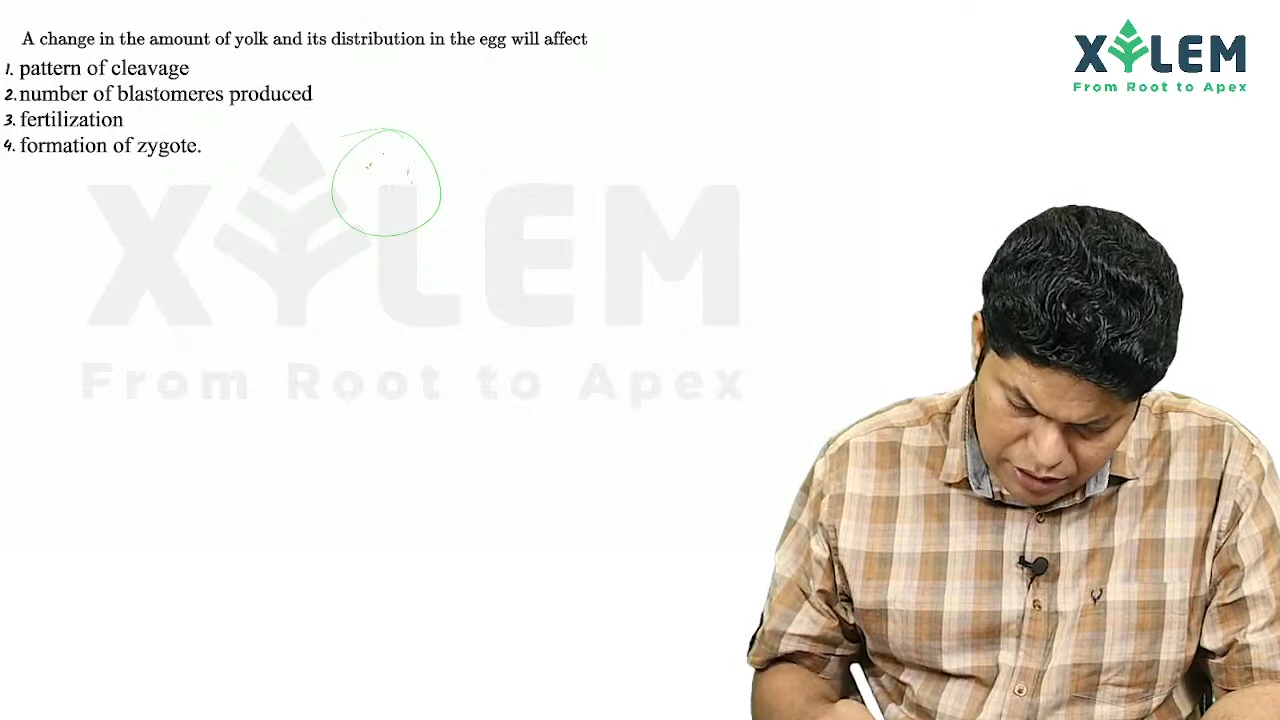 A change in the amount of yolk and its distribution in the egg will affect
1. pattern of cleavage
2. number of blastomeres produced
3. fertilization
4. formation of zygote.
XYLEM
From Root to Apex
XYLEM
From Root to Apex